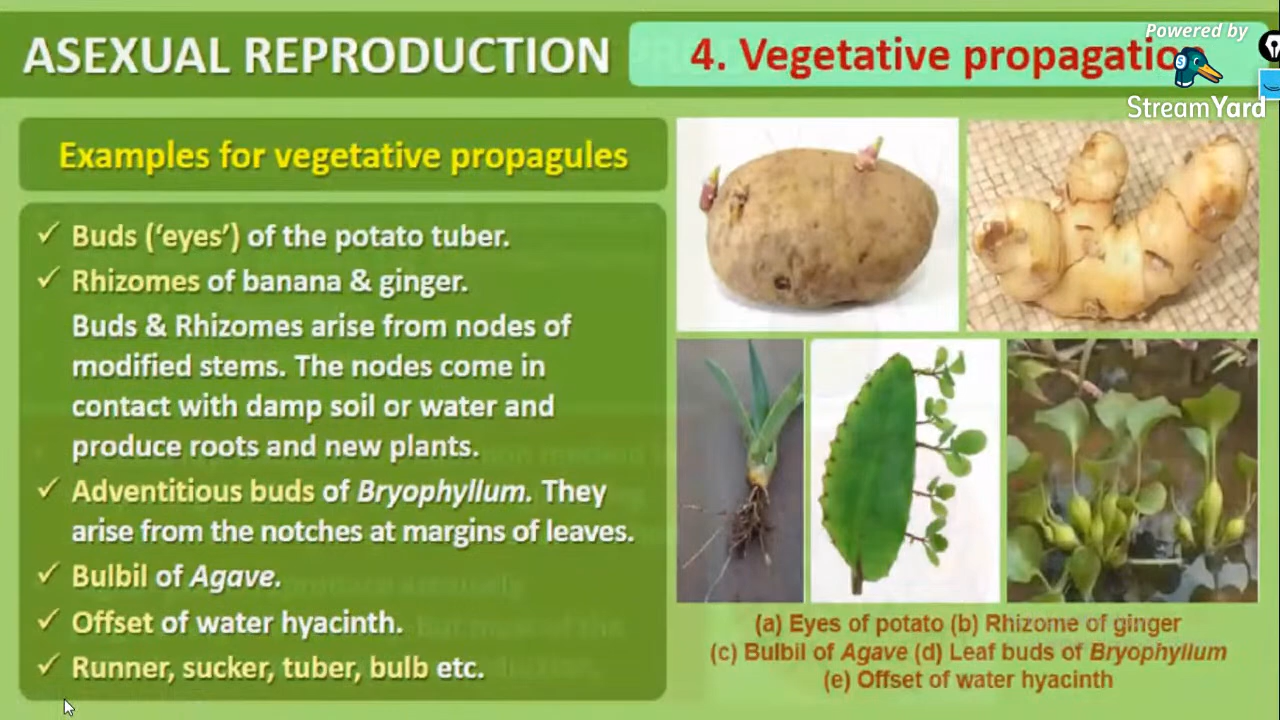 ASEXUAL REPRODUCTION
4. Vegetative propagatio
Powered by
StreamYard
Examples for vegetative propagules
✓ Buds (‘eyes’) of the potato tuber.
✓ Rhizomes of banana & ginger.
Buds & Rhizomes arise from nodes of
modified stems. The nodes come in
contact with damp soil or water and
produce roots and new plants.
✓ Adventitious buds of Bryophyllum. They
arise from the notches at margins of leaves.
✓ Bulbil of Agave.
✓ Offset of water hyacinth.
✓ Runner, sucker, tuber, bulb etc.
(a) Eyes of potato (b) Rhizome of ginger
(c) Bulbil of Agave (d) Leaf buds of Bryophyllum
(e) Offset of water hyacinth